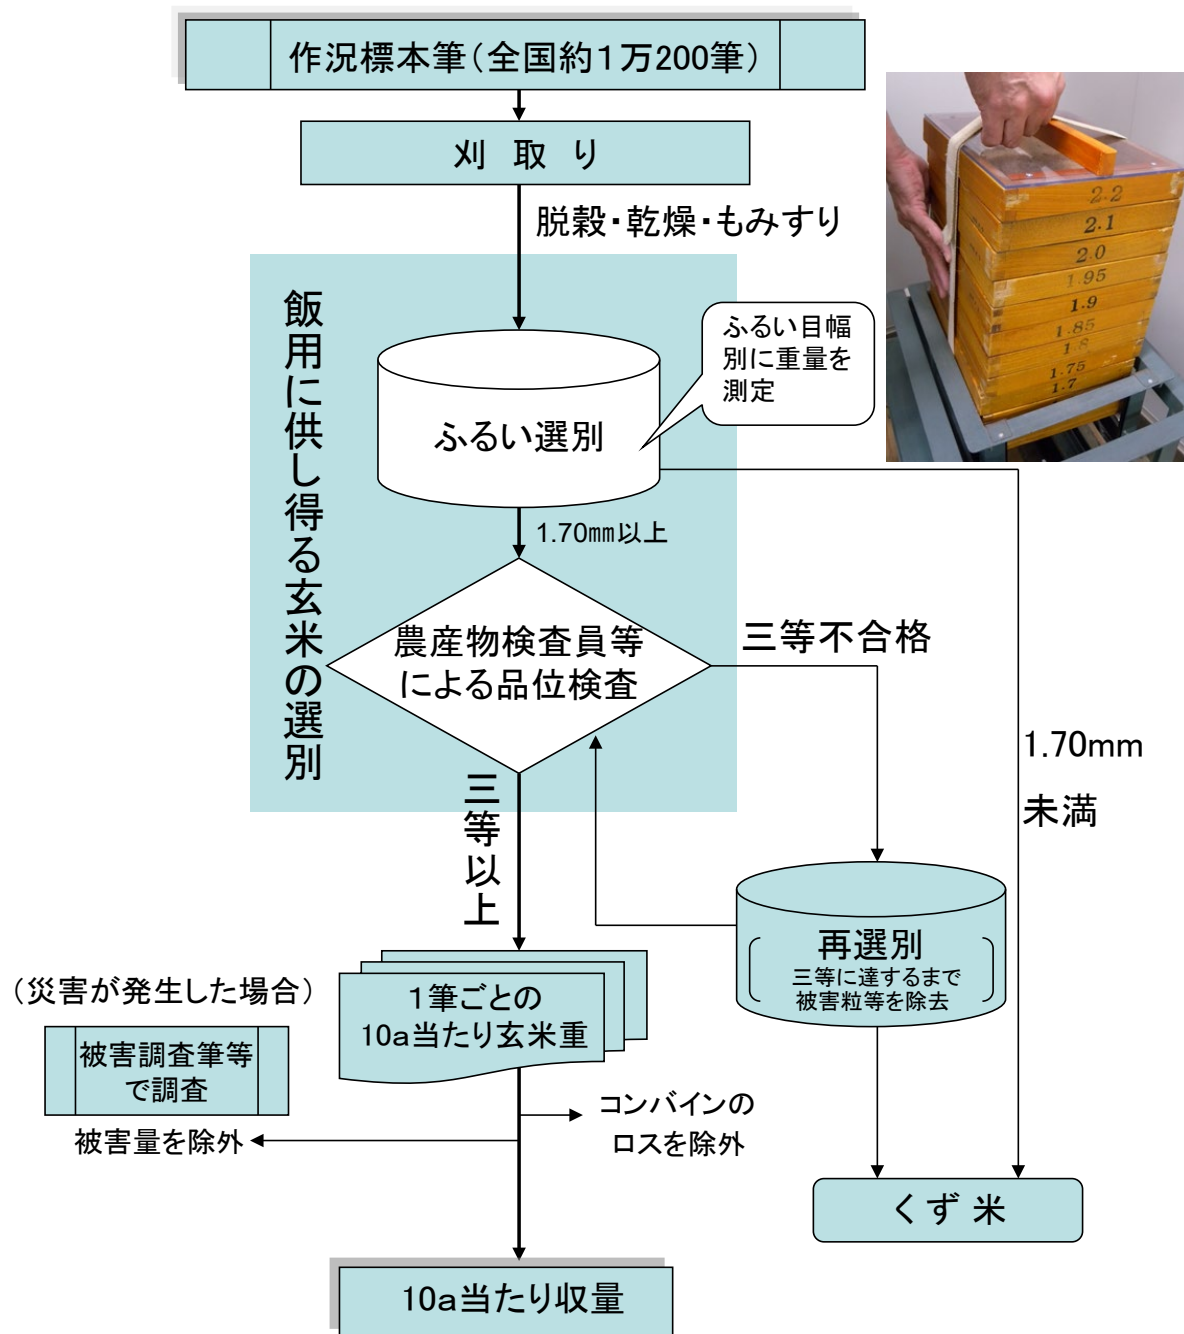 作況標本筆（全国約１万200筆）
刈 取 り
脱穀・乾燥・もみすり
飯用に供し得る玄米の選別
ふるい目幅
別に重量を
測定
ふるい選別
2.2
2.1
2.0
1.95
1.9
1.85
1.8
1.75
1.7
1.70㎜以上
農産物検査員等
による品位検査
三等不合格
1.70mm
未満
三等以上
再選別
三等に達するまで
被害粒等を除去
（災害が発生した場合）
被害調査筆等
で調査
１筆ごとの
10a当たり玄米重
コンバインの
ロスを除外
被害量を除外
くず 米
10a当たり収量